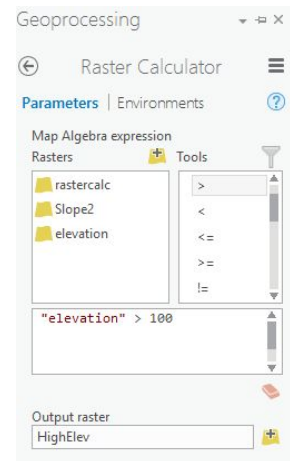 Geoprocessing
Raster Calculator
Parameters | Environments
?
Map Algebra expression
Rasters
Tools
rastercalc
Slope2
elevation
>
<
<=
>=
!=
"elevation" > 100
Output raster
HighElev